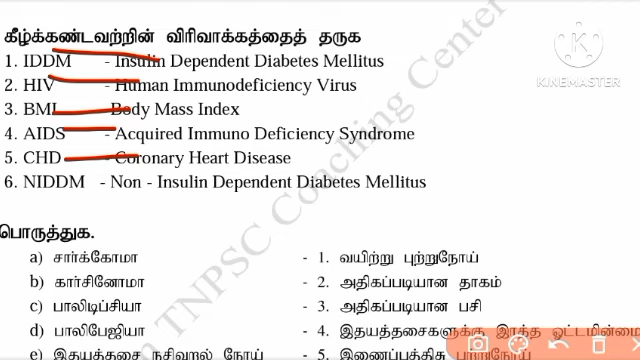 கீழ்க்கண்டவற்றின் விரிவாக்கத்தைத் தருக
1. IDDM - Insulin Dependent Diabetes Mellitus
2. HIV - Human Immunodeficiency Virus
3. BMI - Body Mass Index
4. AIDS - Acquired Immuno Deficiency Syndrome
5. CHD - Coronary Heart Disease
6. NIDDM - Non - Insulin Dependent Diabetes Mellitus
பொருத்துக.
a) சார்க்கோமா - 1. வயிற்று புற்றுநோய்
b) கார்சினோமா - 2. அதிகப்படியான தாகம்
c) பாலிடிப்சியா - 3. அதிகப்படியான பசி
d) பாலிபேஜியா - 4. இதயத்தசைகளுக்கு இரத்த ஓட்டமின்மை
e) இதயத்தசை நசிவுறல் நோய் - 5. இணைப்பத்திசு புற்றுநோய்
TNPSC Coaching Center
KINEMASTER